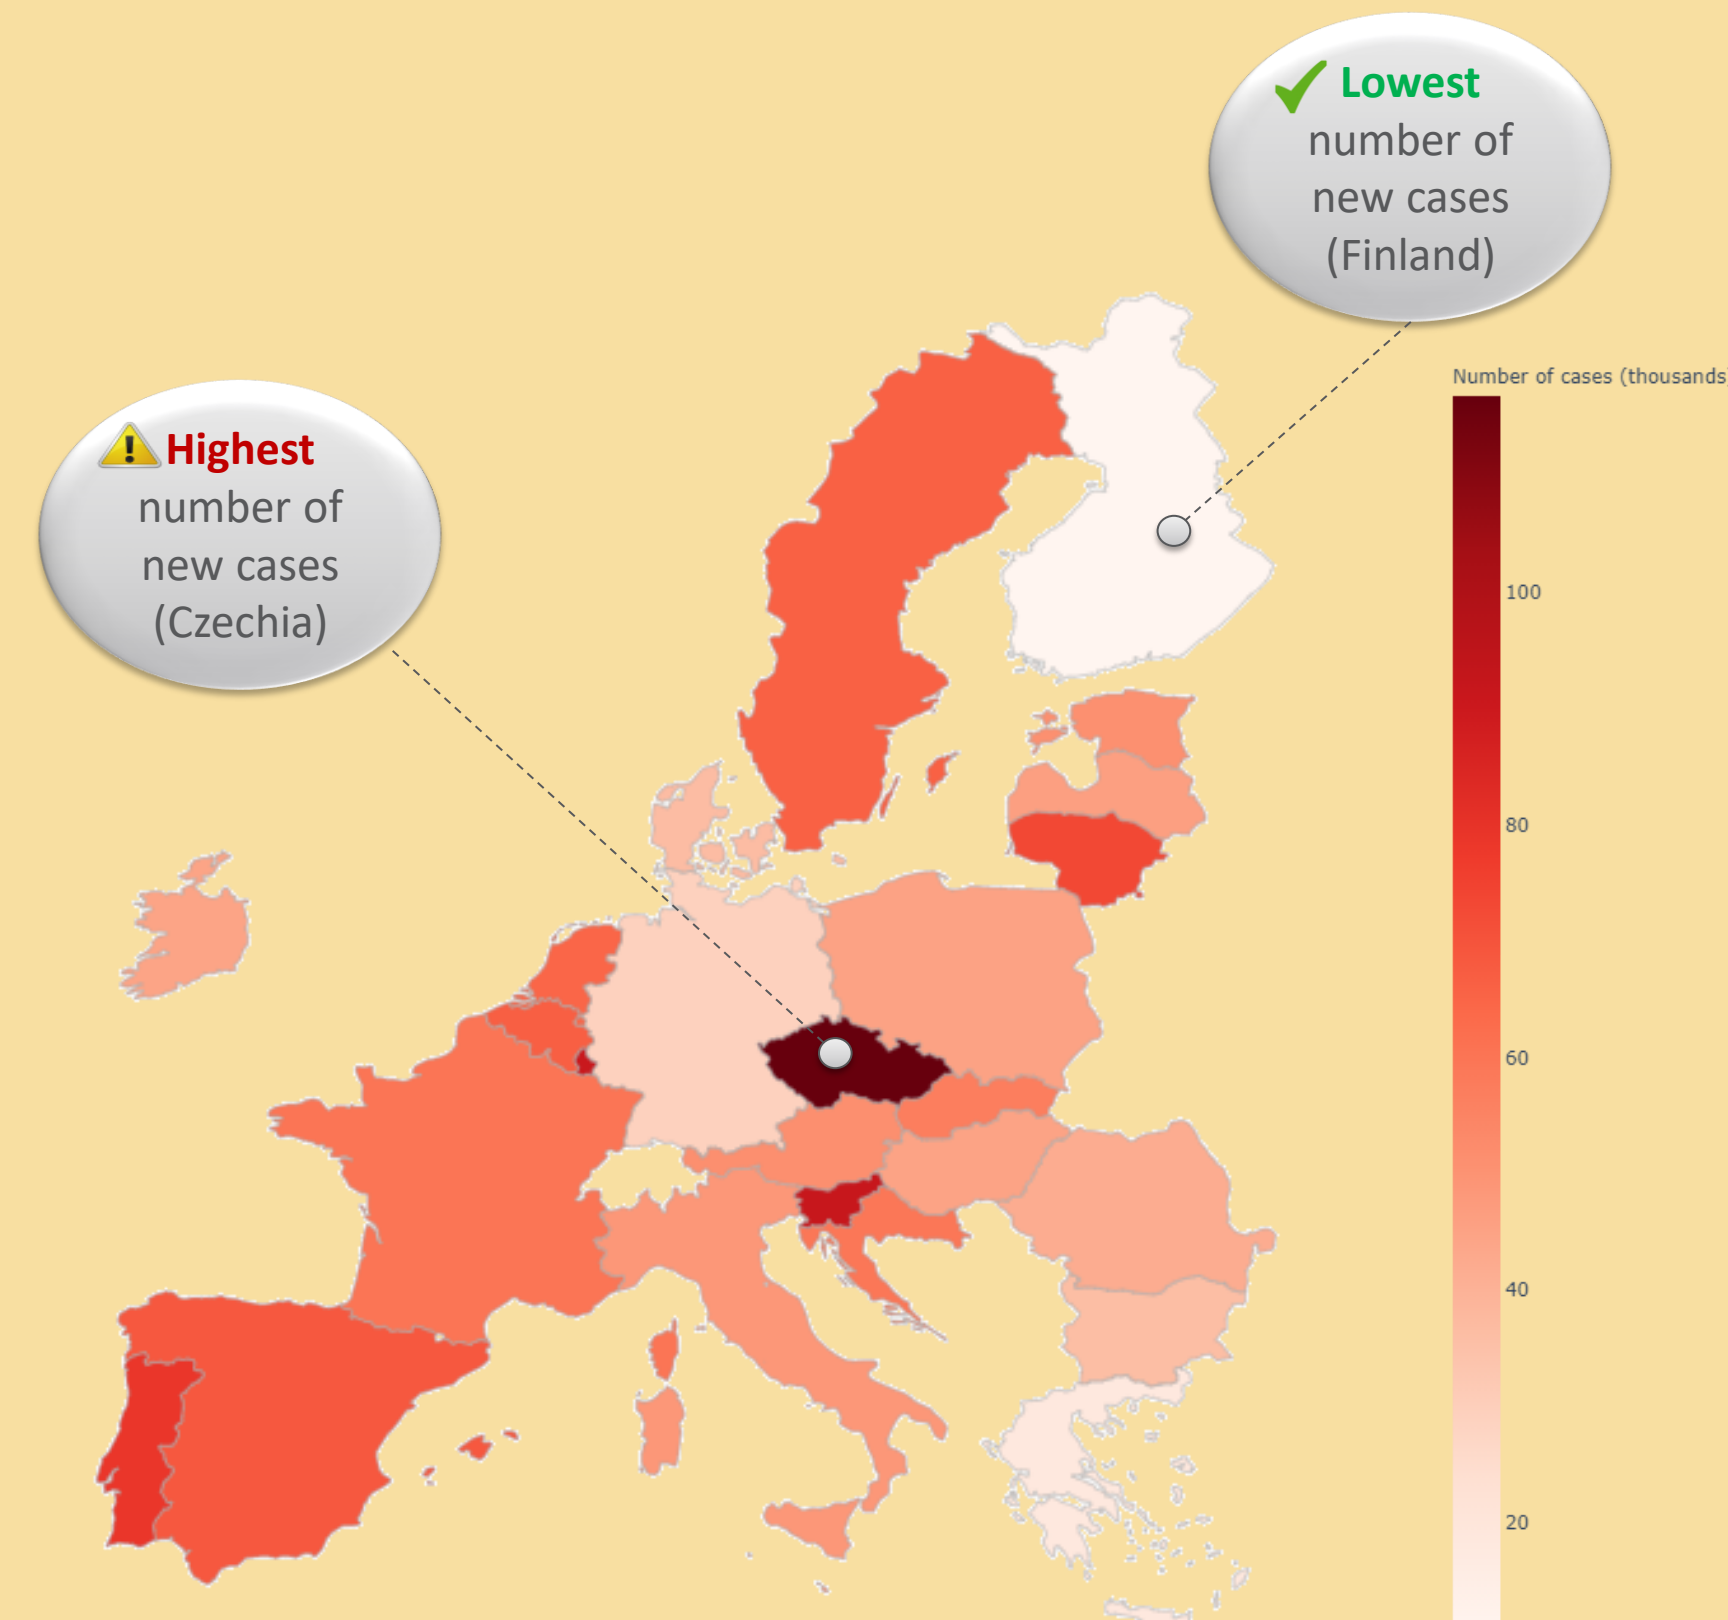 Lowest
number of
new cases
(Finland)
Highest
number of
new cases
(Czechia)
Number of cases (thousands)
100
80
60
40
20